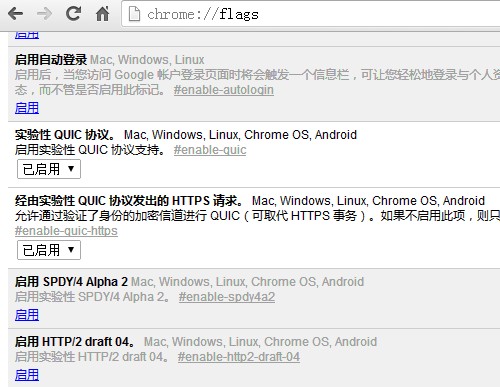 chrome://flags
启用
启用自动登录 Mac, Windows, Linux
启用后，当您访问 Google 帐户登录页面时将会触发一个信息栏，可让您轻松地登录与个人资
态，而不管是否启用此标记。 #enable-autologin
启用
实验性 QUIC 协议。 Mac, Windows, Linux, Chrome OS, Android
启用实验性 QUIC 协议支持。 #enable-quic
已启用
经由实验性 QUIC 协议发出的 HTTPS 请求。 Mac, Windows, Linux, Chrome OS, Android
允许通过验证了身份的加密信道进行 QUIC（可取代 HTTPS 事务）。如果不启用此项，则只
#enable-quic-https
已启用
启用 SPDY/4 Alpha 2 Mac, Windows, Linux, Chrome OS, Android
启用实验性 SPDY/4 Alpha 2。 #enable-spdy4a2
启用
启用 HTTP/2 draft 04。 Mac, Windows, Linux, Chrome OS, Android
启用实验性 HTTP/2 draft 04。 #enable-http2-draft-04
启用